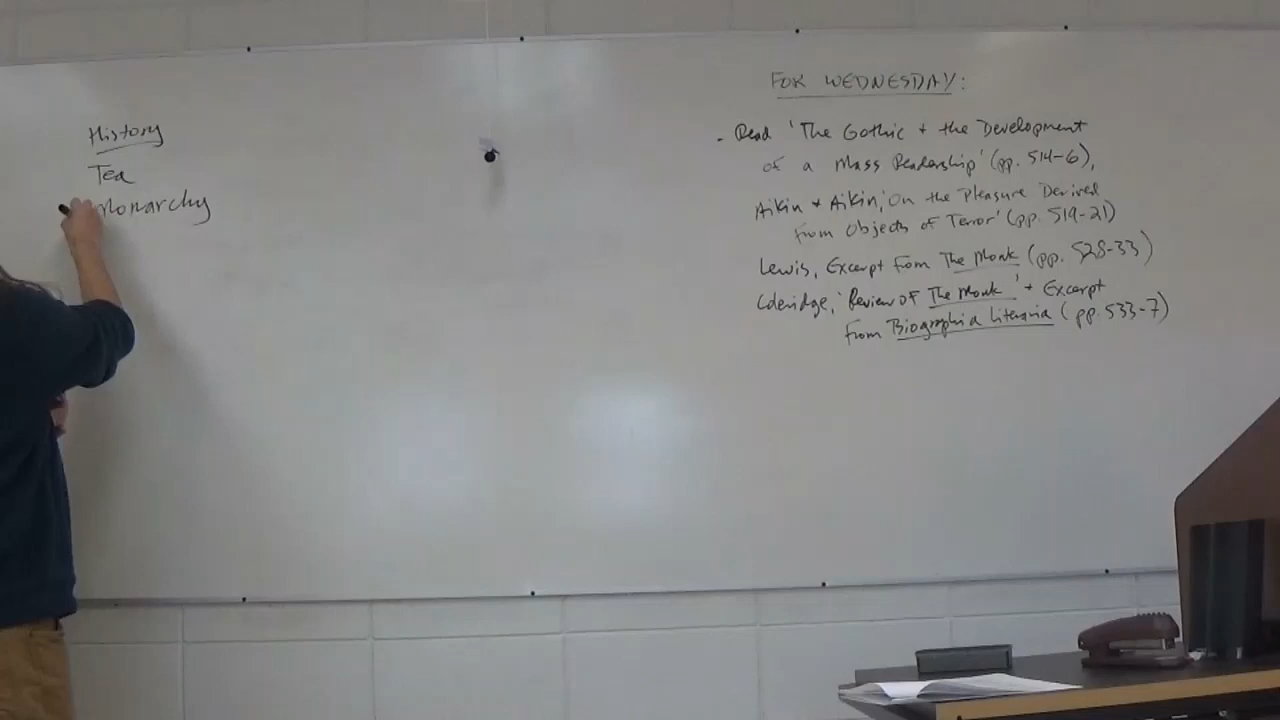 History
Tea
Monarchy
FOR WEDNESDAY:
- Read 'The Gothic + the Development
of a Mass Readership' (pp. 514-6),
Aikin + Aikin, 'On the Pleasure Derived
from Objects of Terror' (pp. 519-21)
Lewis, Excerpt from The Monk (pp. 528-33)
Coleridge, 'Review of The Monk' + Excerpt
from Biographia Literaria (pp. 533-7)